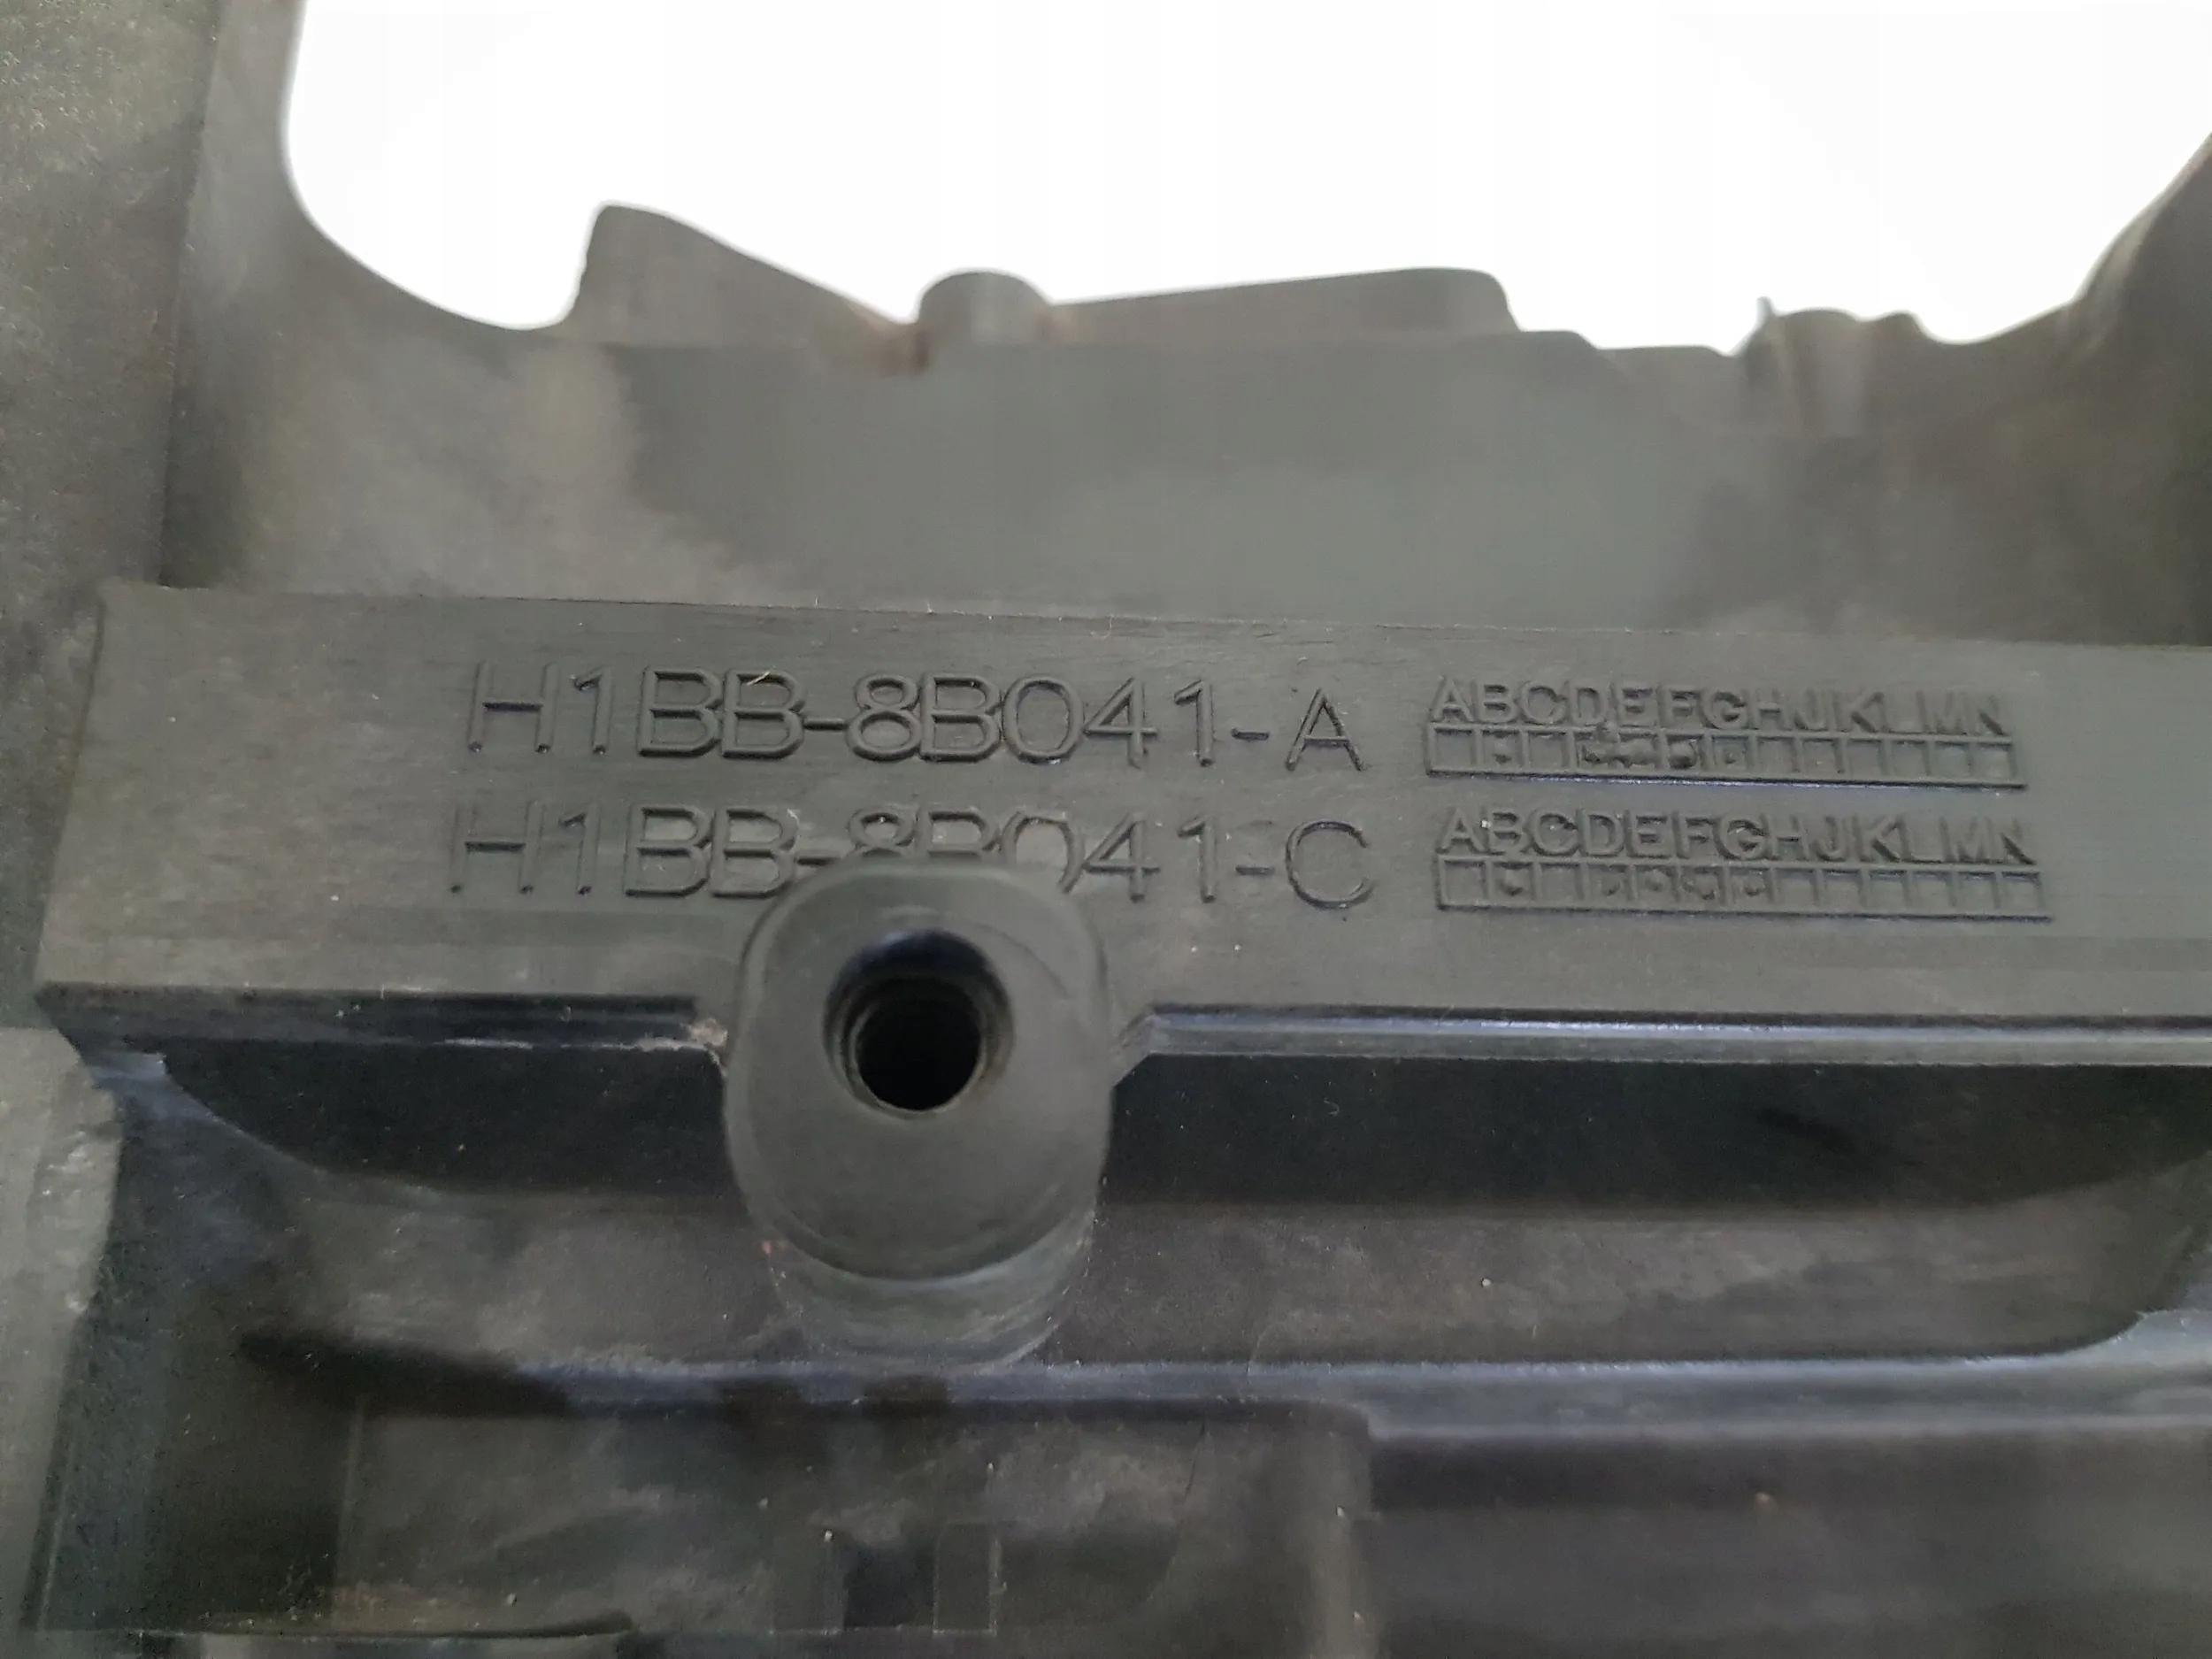 H1BB-8B041-A ABCDEFGHJKLMN
H1BB-8B041-C ABCDEFGHJKLMN